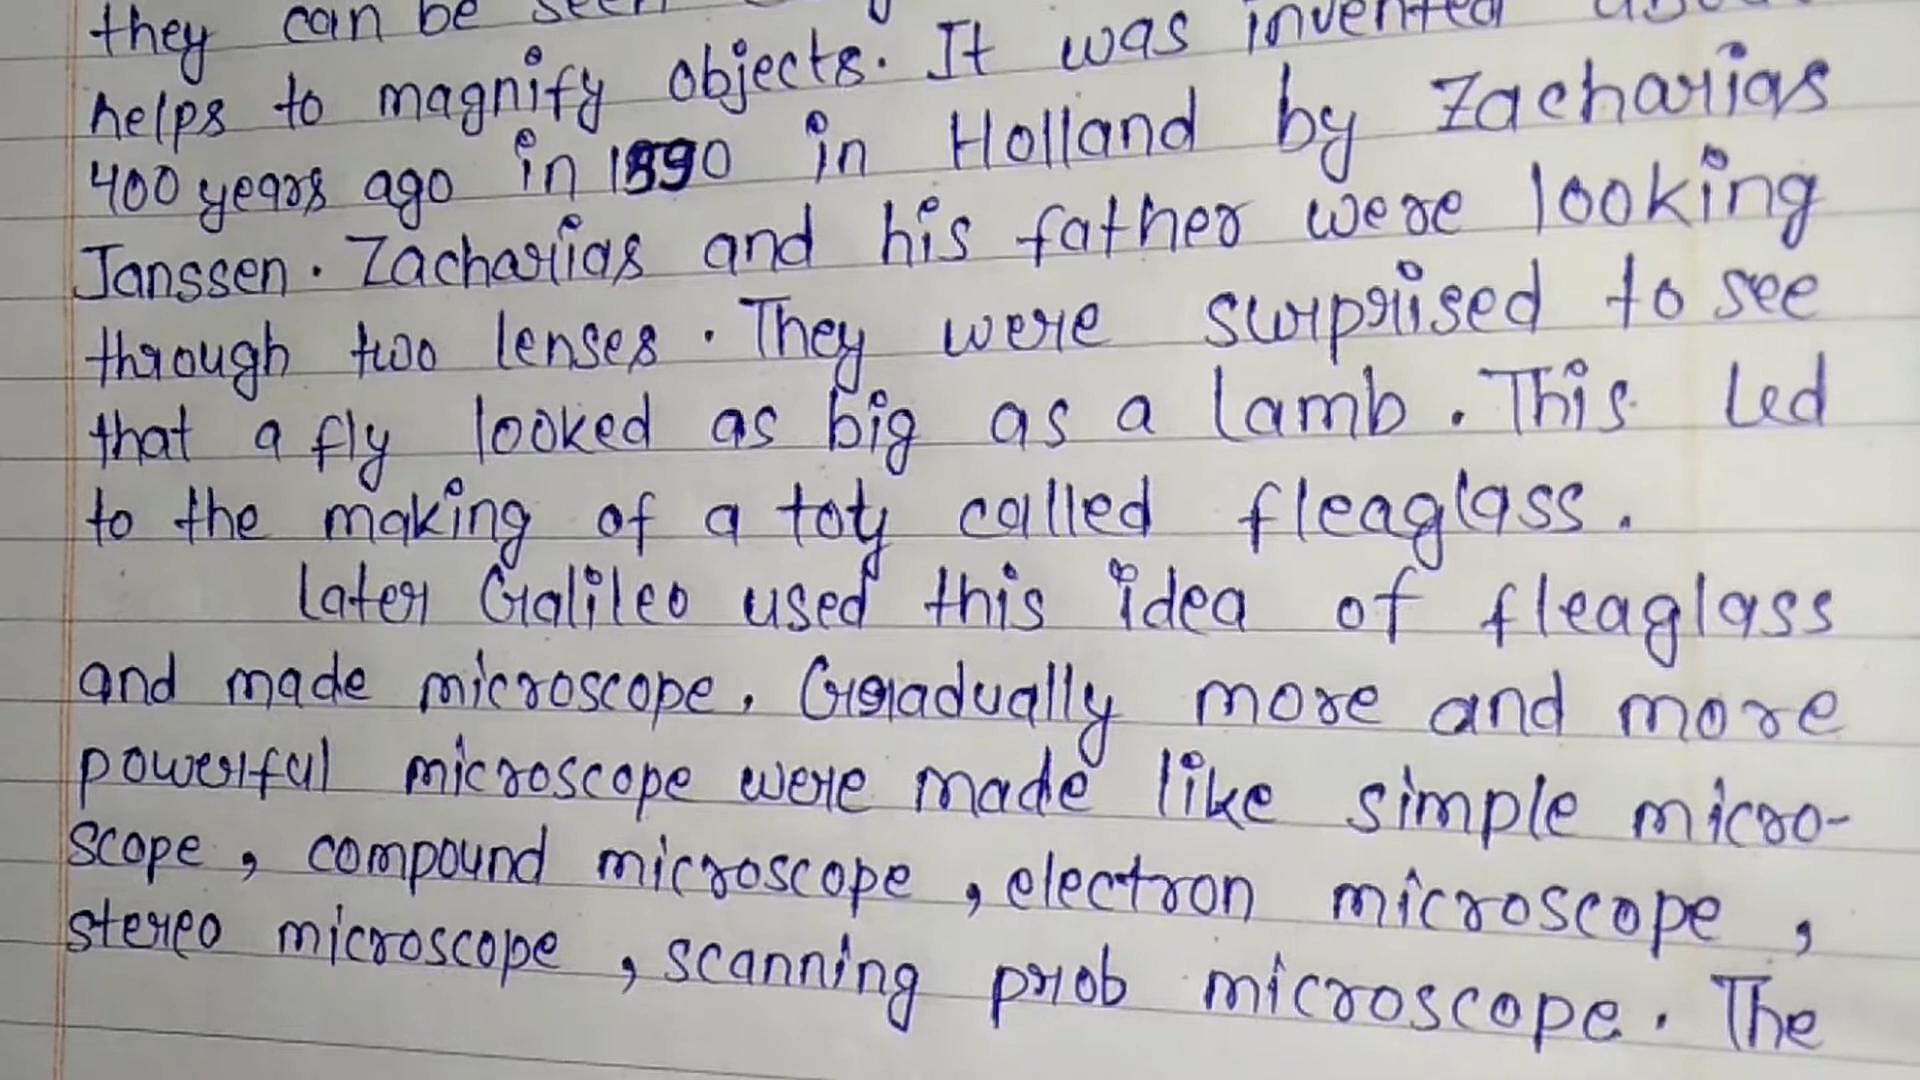 they can be seen
helps to magnify objects. It was invented
400 years ago in 1590 in Holland by Zacharias
Janssen. Zacharias and his father were looking
through two lenses. They were surprised to see
that a fly looked as big as a lamb. This led
to the making of a toty called fleaglass.
Later Galileo used this idea of fleaglass
and made microscope. Gradually more and more
powerful microscope were made like simple micro-
scope, compound microscope, electron microscope,
stereo microscope, scanning prob microscope. The